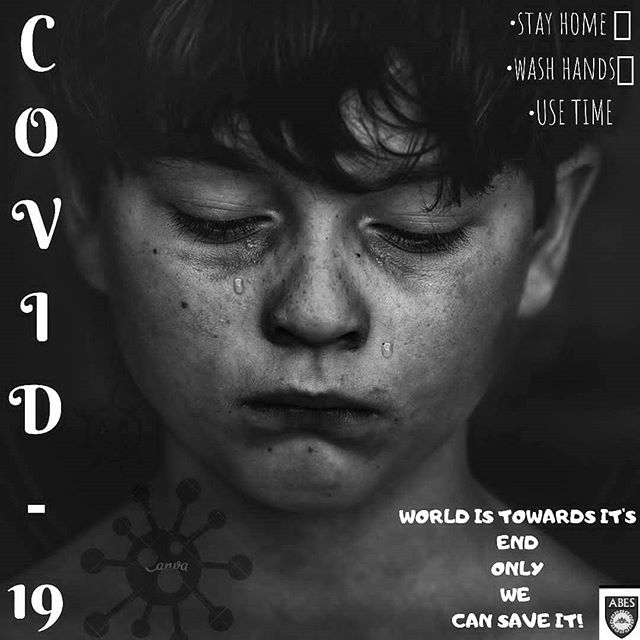 COVID-19
•STAY HOME
•WASH HANDS
•USE TIME
WORLD IS TOWARDS IT'S
END
ONLY
WE
CAN SAVE IT!
Canva
ABES